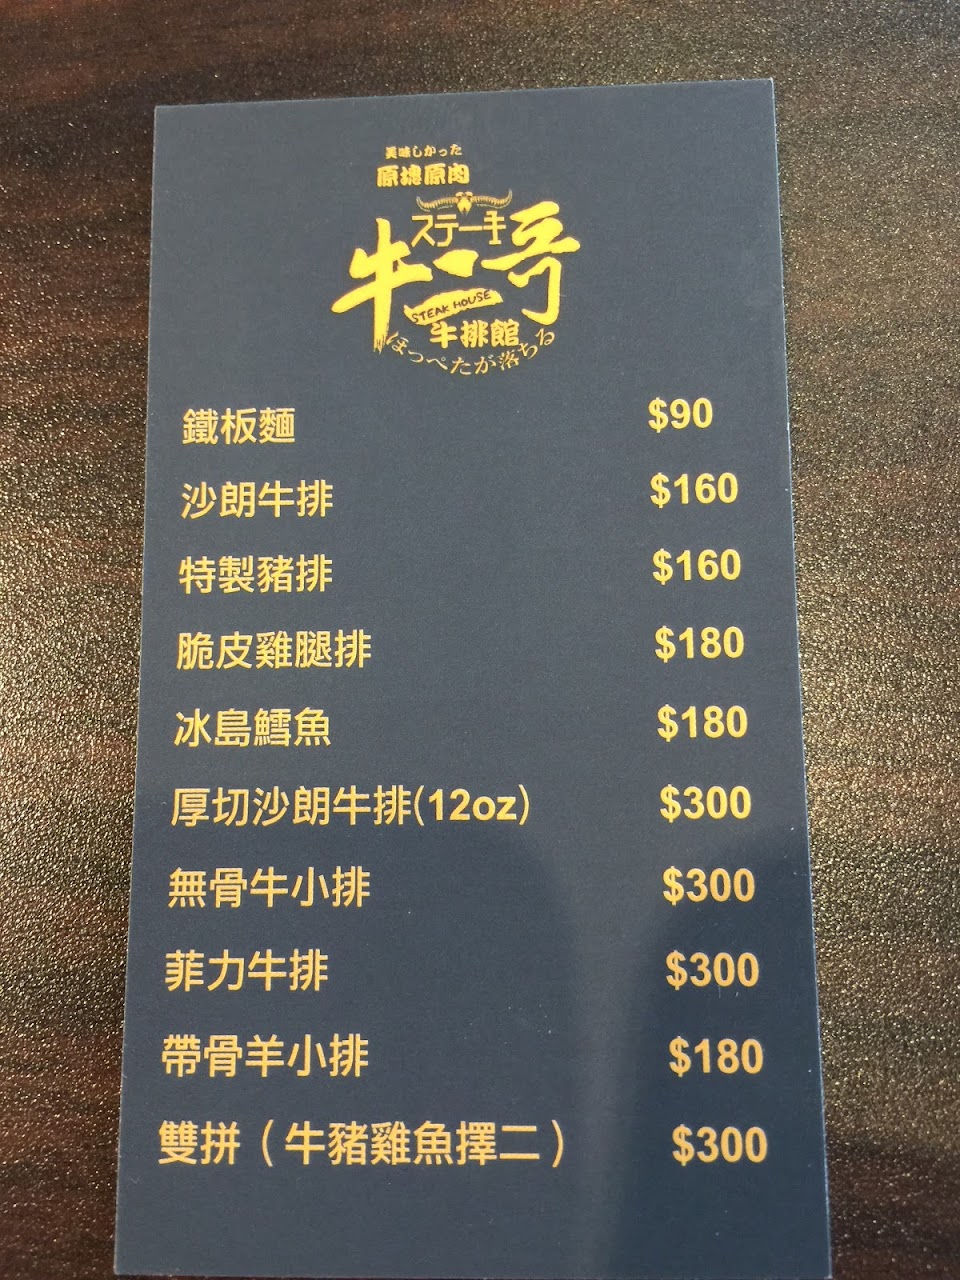 美味しかった
原塊原肉
ステーキ
牛二哥
STEAK HOUSE
牛排館
ほっぺたが落ちる
鐵板麵 $90
沙朗牛排 $160
特製豬排 $160
脆皮雞腿排 $180
冰島鱈魚 $180
厚切沙朗牛排(12oz) $300
無骨牛小排 $300
菲力牛排 $300
帶骨羊小排 $180
雙拼（牛豬雞魚擇二） $300